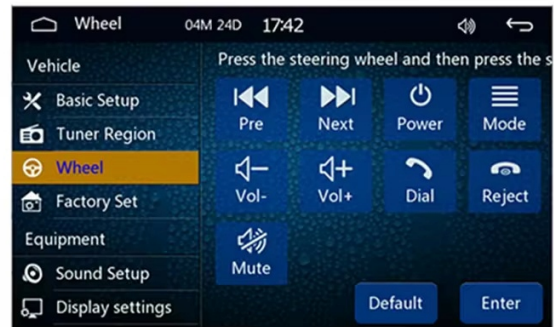 Wheel 04M 24D 17:42
Vehicle
Basic Setup
Tuner Region
Wheel
Factory Set
Equipment
Sound Setup
Display settings
Press the steering wheel and then press the s
Pre Next Power Mode
Vol- Vol+ Dial Reject
Mute
Default Enter